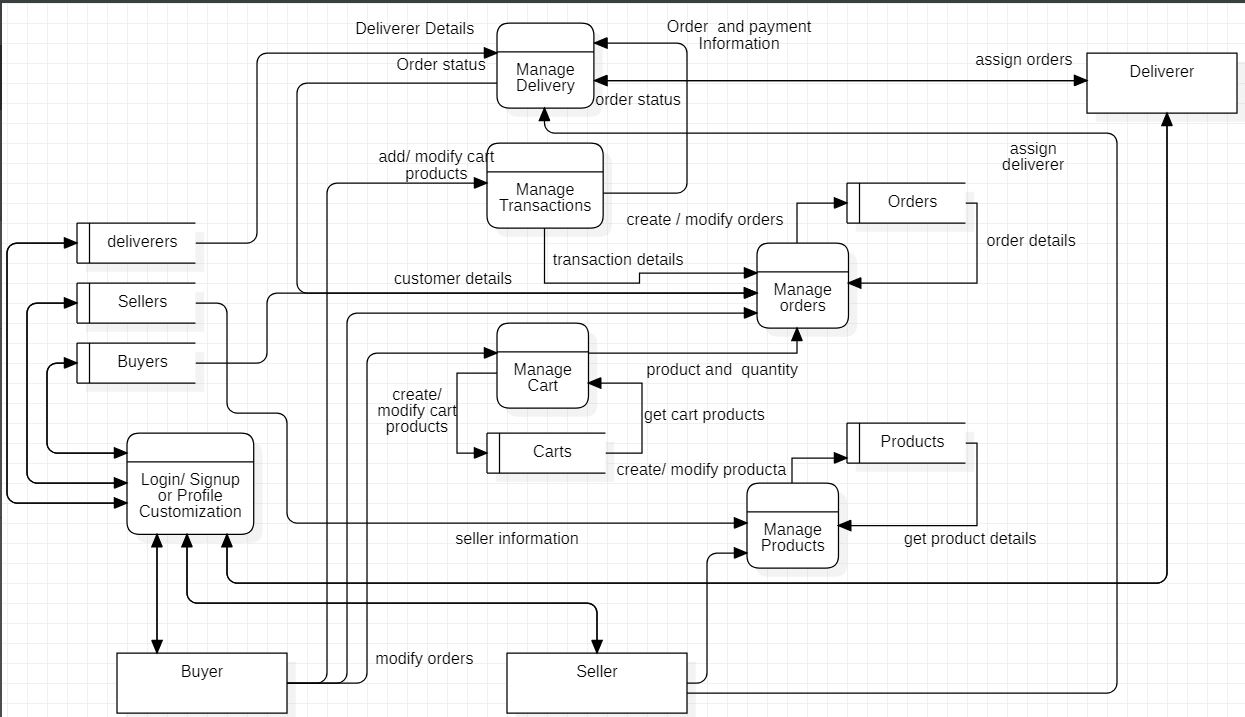 Deliverer Details
Order  and payment
Information
Order status
Manage
Delivery
assign orders
Deliverer
order status
add/ modify cart
products
assign
deliverer
Manage
Transactions
create / modify orders
Orders
deliverers
order details
transaction details
customer details
Sellers
Manage
orders
Buyers
Manage
Cart
product and  quantity
create/
modify cart
products
get cart products
Carts
Products
create/ modify producta
Login/ Signup
or Profile
Customization
seller information
Manage
Products
get product details
Buyer
modify orders
Seller